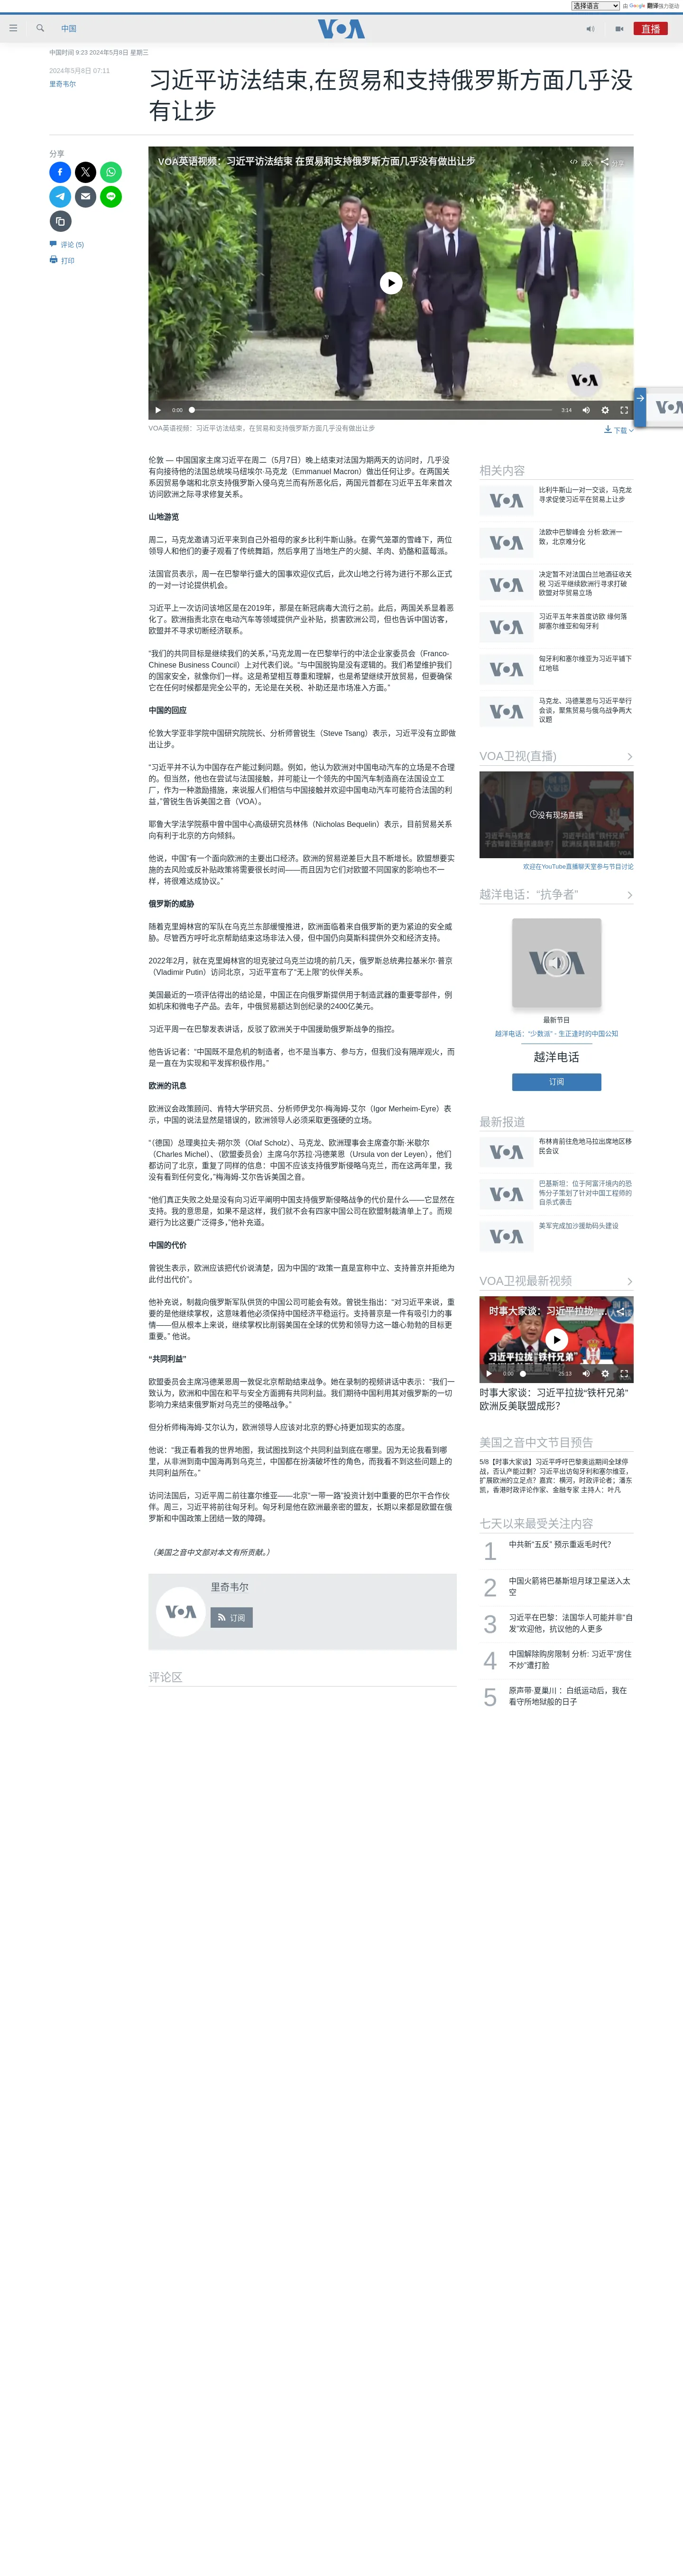 选择语言
由 Google 翻译强力驱动
中国
VOA
直播
中国时间 9:23 2024年5月8日 星期三
2024年5月8日 07:11
里奇韦尔
习近平访法结束,在贸易和支持俄罗斯方面几乎没
有让步
分享
评论 (5)
打印
VOA英语视频：习近平访法结束 在贸易和支持俄罗斯方面几乎没有做出让步
嵌入
分享
VOA
0:00
3:14
VOA英语视频：习近平访法结束，在贸易和支持俄罗斯方面几乎没有做出让步
下载
伦敦 — 中国国家主席习近平在周二（5月7日）晚上结束对法国为期两天的访问时，几乎没
有向接待他的法国总统埃马纽埃尔·马克龙（Emmanuel Macron）做出任何让步。在两国关
系因贸易争端和北京支持俄罗斯入侵乌克兰而有所恶化后，两国元首都在习近平五年来首次
访问欧洲之际寻求修复关系。
山地游览
周二，马克龙邀请习近平来到自己外祖母的家乡比利牛斯山脉。在雾气笼罩的雪峰下，两位
领导人和他们的妻子观看了传统舞蹈，然后享用了当地生产的火腿、羊肉、奶酪和蓝莓派。
法国官员表示，周一在巴黎举行盛大的国事欢迎仪式后，此次山地之行将为进行不那么正式
的一对一讨论提供机会。
习近平上一次访问该地区是在2019年，那是在新冠病毒大流行之前。此后，两国关系显着恶
化了。欧洲指责北京在电动汽车等领域提供产业补贴，损害欧洲公司，但也告诉中国访客，
欧盟并不寻求切断经济联系。
“我们的共同目标是继续我们的关系，”马克龙周一在巴黎举行的中法企业家委员会（Franco-
Chinese Business Council）上对代表们说。“与中国脱钩是没有逻辑的。我们希望维护我们
的国家安全，就像你们一样。这是希望相互尊重和理解，也是希望继续开放贸易，但要确保
它在任何时候都是完全公平的，无论是在关税、补助还是市场准入方面。”
中国的回应
伦敦大学亚非学院中国研究院院长、分析师曾锐生（Steve Tsang）表示，习近平没有立即做
出让步。
“习近平并不认为中国存在产能过剩问题。例如，他认为欧洲对中国电动汽车的立场是不合理
的。但当然，他也在尝试与法国接触，并可能让一个领先的中国汽车制造商在法国设立工
厂，作为一种激励措施，来说服人们相信与中国接触并欢迎中国电动汽车可能符合法国的利
益，”曾锐生告诉美国之音（VOA）。
耶鲁大学法学院蔡中曾中国中心高级研究员林伟（Nicholas Bequelin）表示，目前贸易关系
向有利于北京的方向倾斜。
他说，中国“有一个面向欧洲的主要出口经济。欧洲的贸易逆差巨大且不断增长。欧盟想要实
施的去风险或反补贴政策将需要很长时间——而且因为它们对欧盟不同国家的影响也不一
样，将很难达成协议。”
俄罗斯的威胁
随着克里姆林宫的军队在乌克兰东部缓慢推进，欧洲面临着来自俄罗斯的更为紧迫的安全威
胁。尽管西方呼吁北京帮助结束这场非法入侵，但中国仍向莫斯科提供外交和经济支持。
2022年2月，就在克里姆林宫的坦克驶过乌克兰边境的前几天，俄罗斯总统弗拉基米尔·普京
（Vladimir Putin）访问北京，习近平宣布了“无上限”的伙伴关系。
美国最近的一项评估得出的结论是，中国正在向俄罗斯提供用于制造武器的重要零部件，例
如机床和微电子产品。去年，中俄贸易额达到创纪录的2400亿美元。
习近平周一在巴黎发表讲话，反驳了欧洲关于中国援助俄罗斯战争的指控。
他告诉记者：“中国既不是危机的制造者，也不是当事方、参与方，但我们没有隔岸观火，而
是一直在为实现和平发挥积极作用。”
欧洲的讯息
欧洲议会政策顾问、肯特大学研究员、分析师伊戈尔·梅海姆-艾尔（Igor Merheim-Eyre）表
示，中国的说法显然是错误的，欧洲领导人必须采取更强硬的立场。
“（德国）总理奥拉夫·朔尔茨（Olaf Scholz）、马克龙、欧洲理事会主席查尔斯·米歇尔
（Charles Michel）、（欧盟委员会）主席乌尔苏拉·冯德莱恩（Ursula von der Leyen），他们
都访问了北京，重复了同样的信息：中国不应该支持俄罗斯侵略乌克兰，而在这两年里，我
没有看到任何变化，”梅海姆-艾尔告诉美国之音。
“他们真正失败之处是没有向习近平阐明中国支持俄罗斯侵略战争的代价是什么——它显然在
支持。我的意思是，如果不是这样，我们就不会有四家中国公司在欧盟制裁清单上了。而规
避行为比这要广泛得多，”他补充道。
中国的代价
曾锐生表示，欧洲应该把代价说清楚，因为中国的“政策一直是宣称中立、支持普京并拒绝为
此付出代价”。
他补充说，制裁向俄罗斯军队供货的中国公司可能会有效。曾锐生指出：“对习近平来说，重
要的是他继续掌权，这意味着他必须保持中国经济平稳运行。支持普京是一件有吸引力的事
情——但从根本上来说，继续掌权比削弱美国在全球的优势和领导力这一雄心勃勃的目标更
重要。” 他说。
“共同利益”
欧盟委员会主席冯德莱恩周一敦促北京帮助结束战争。她在录制的视频讲话中表示：“我们一
致认为，欧洲和中国在和平与安全方面拥有共同利益。我们期待中国利用其对俄罗斯的一切
影响力来结束俄罗斯对乌克兰的侵略战争。”
但分析师梅海姆-艾尔认为，欧洲领导人应该对北京的野心持更加现实的态度。
他说：“我正看着我的世界地图，我试图找到这个共同利益到底在哪里。因为无论我看到哪
里，从非洲到南中国海再到乌克兰，中国都在扮演破坏性的角色，而我看不到这些问题上的
共同利益所在。”
访问法国后，习近平周二前往塞尔维亚——北京“一带一路”投资计划中重要的巴尔干合作伙
伴。周三，习近平将前往匈牙利。匈牙利是他在欧洲最亲密的盟友，长期以来都是欧盟在俄
罗斯和中国政策上团结一致的障碍。
（美国之音中文部对本文有所贡献。）
VOA
里奇韦尔
订阅
评论区
相关内容
VOA
比利牛斯山一对一交谈，马克龙
寻求促使习近平在贸易上让步
VOA
法欧中巴黎峰会 分析:欧洲一
致，北京难分化
VOA
决定暂不对法国白兰地酒征收关
税 习近平继续欧洲行寻求打破
欧盟对华贸易立场
VOA
习近平五年来首度访欧 缘何落
脚塞尔维亚和匈牙利
VOA
匈牙利和塞尔维亚为习近平铺下
红地毯
VOA
马克龙、冯德莱恩与习近平举行
会谈，聚焦贸易与俄乌战争两大
议题
VOA卫视(直播)
没有现场直播
欢迎在YouTube直播聊天室参与节目讨论
越洋电话：“抗争者”
VOA
最新节目
越洋电话：“少数派” - 生正逢时的中国公知
越洋电话
订阅
最新报道
VOA
布林肯前往危地马拉出席地区移
民会议
VOA
巴基斯坦：位于阿富汗境内的恐
怖分子策划了针对中国工程师的
自杀式袭击
VOA
美军完成加沙援助码头建设
VOA卫视最新视频
时事大家谈：习近平拉拢“...
习近平拉拢“铁杆兄弟”
0:00
25:13
时事大家谈：习近平拉拢“铁杆兄弟”
欧洲反美联盟成形？
美国之音中文节目预告
5/8【时事大家谈】习近平呼吁巴黎奥运期间全球停
战，否认产能过剩？习近平出访匈牙利和塞尔维亚，
扩展欧洲的立足点？嘉宾：横河，时政评论者；潘东
凯，香港时政评论作家、金融专家 主持人：叶凡
七天以来最受关注内容
1
中共新“五反” 预示重返毛时代?
2
中国火箭将巴基斯坦月球卫星送入太
空
3
习近平在巴黎：法国华人可能并非“自
发”欢迎他，抗议他的人更多
4
中国解除购房限制 分析: 习近平“房住
不炒”遭打脸
5
原声带·夏巢川 ：白纸运动后，我在
看守所地狱般的日子